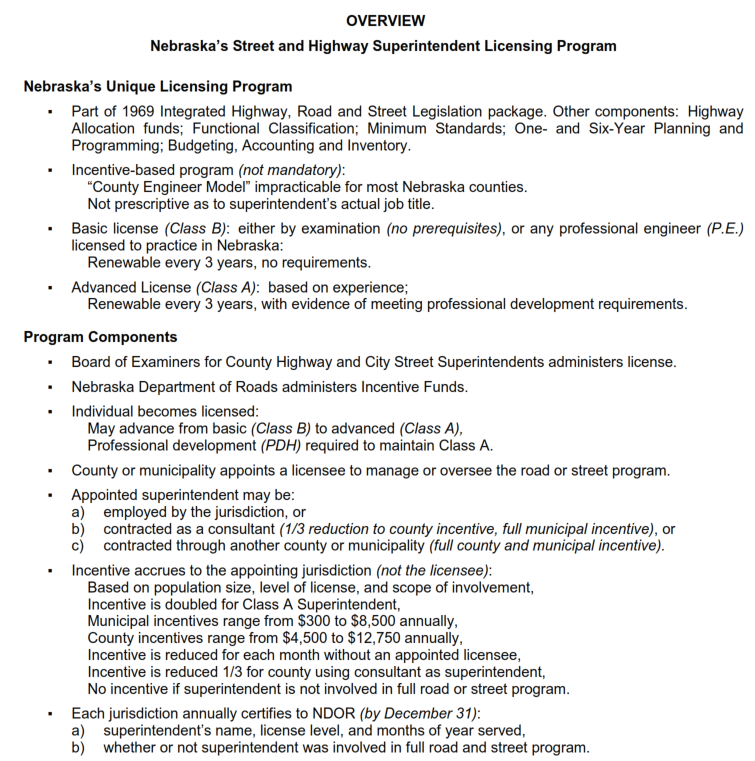 OVERVIEW
Nebraska's Street and Highway Superintendent Licensing Program
Nebraska's Unique Licensing Program
▪ Part of 1969 Integrated Highway, Road and Street Legislation package. Other components: Highway
Allocation funds; Functional Classification; Minimum Standards; One- and Six-Year Planning and
Programming; Budgeting, Accounting and Inventory.
▪ Incentive-based program (not mandatory):
“County Engineer Model” impracticable for most Nebraska counties.
Not prescriptive as to superintendent's actual job title.
▪ Basic license (Class B): either by examination (no prerequisites), or any professional engineer (P.E.)
licensed to practice in Nebraska:
Renewable every 3 years, no requirements.
▪ Advanced License (Class A): based on experience;
Renewable every 3 years, with evidence of meeting professional development requirements.
Program Components
▪ Board of Examiners for County Highway and City Street Superintendents administers license.
▪ Nebraska Department of Roads administers Incentive Funds.
▪ Individual becomes licensed:
May advance from basic (Class B) to advanced (Class A),
Professional development (PDH) required to maintain Class A.
▪ County or municipality appoints a licensee to manage or oversee the road or street program.
▪ Appointed superintendent may be:
a) employed by the jurisdiction, or
b) contracted as a consultant (1/3 reduction to county incentive, full municipal incentive), or
c) contracted through another county or municipality (full county and municipal incentive).
▪ Incentive accrues to the appointing jurisdiction (not the licensee):
Based on population size, level of license, and scope of involvement,
Incentive is doubled for Class A Superintendent,
Municipal incentives range from $300 to $8,500 annually,
County incentives range from $4,500 to $12,750 annually,
Incentive is reduced for each month without an appointed licensee,
Incentive is reduced 1/3 for county using consultant as superintendent,
No incentive if superintendent is not involved in full road or street program.
▪ Each jurisdiction annually certifies to NDOR (by December 31):
a) superintendent's name, license level, and months of year served,
b) whether or not superintendent was involved in full road and street program.